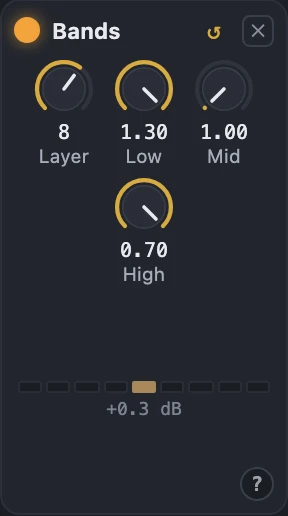 Bands ↺ ×
8 1.30 1.00
Layer Low Mid
0.70
High
+0.3 dB
?